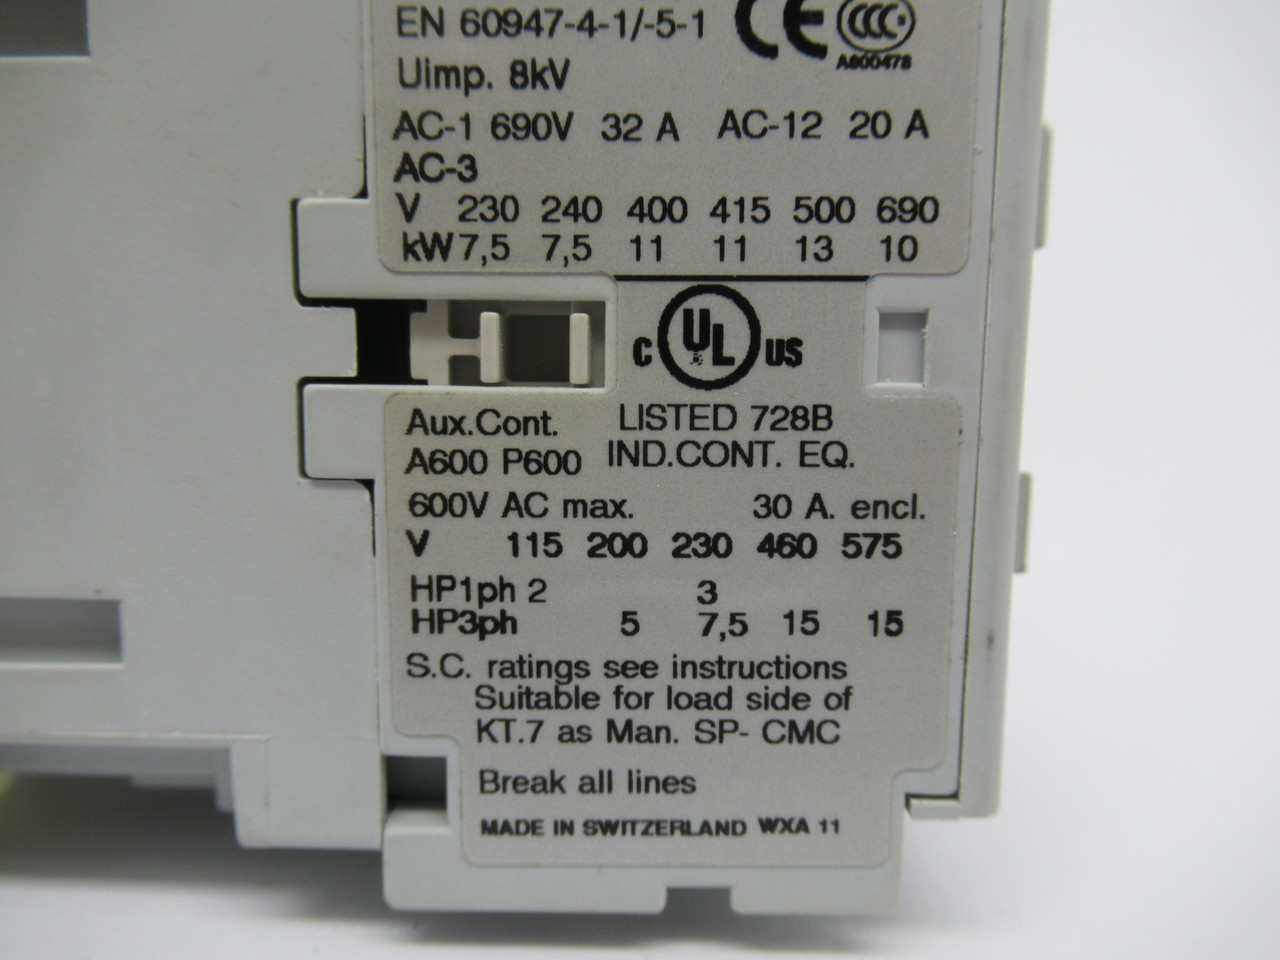 EN 60947-4-1/-5-1 CE CCC
A600478
Uimp. 8kV
AC-1 690V 32 A AC-12 20 A
AC-3
V 230 240 400 415 500 690
kW 7,5 7,5 11 11 13 10
C UL US
Aux.Cont. LISTED 728B
A600 P600 IND.CONT. EQ.
600V AC max. 30 A. encl.
V 115 200 230 460 575
HP1ph 2 3
HP3ph 5 7,5 15 15
S.C. ratings see instructions
Suitable for load side of
KT.7 as Man. SP- CMC
Break all lines
MADE IN SWITZERLAND WXA 11